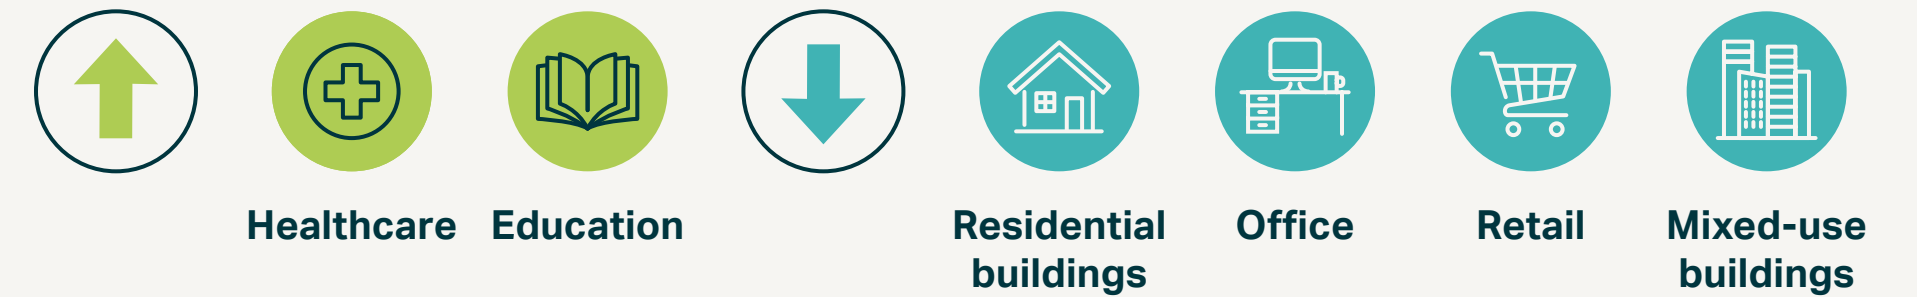 Healthcare
Education
Residential
buildings
Office
Retail
Mixed-use
buildings